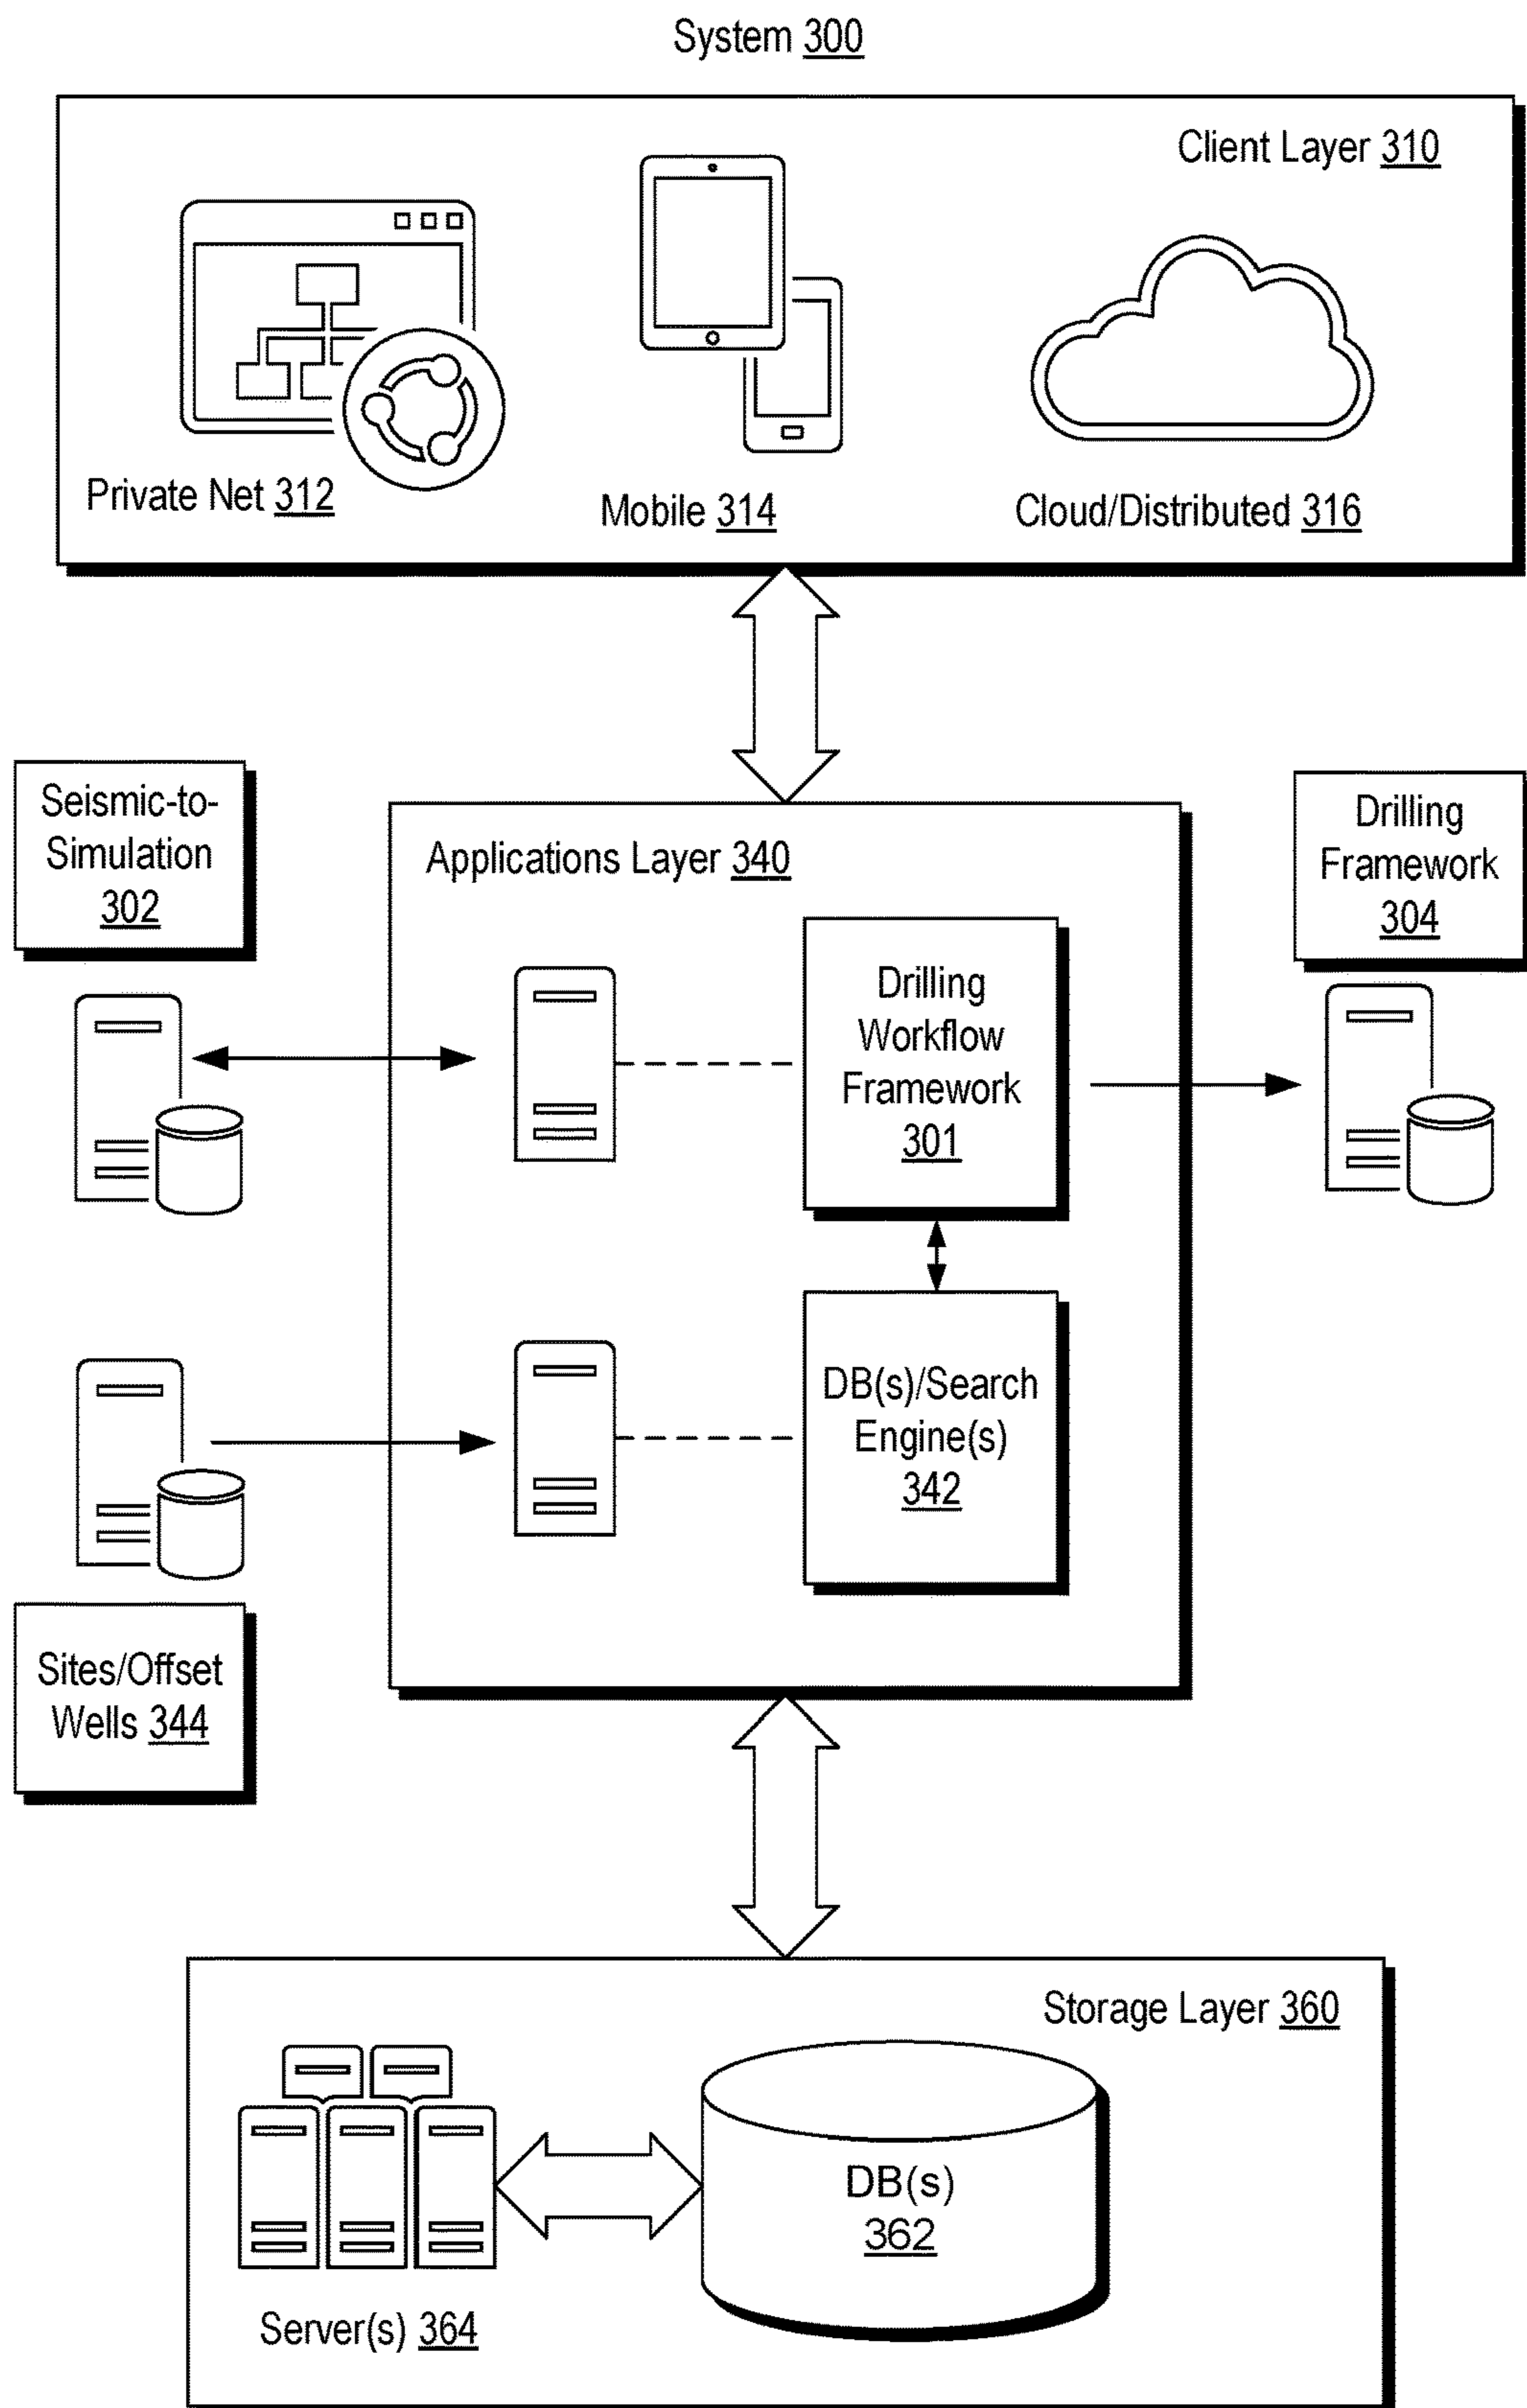 System 300
Client Layer 310
Private Net 312
Mobile 314
Cloud/Distributed 316
Seismic-to-
Simulation
302
Applications Layer 340
Drilling
Workflow
Framework
301
Drilling
Framework
304
DB(s)/Search
Engine(s)
342
Sites/Offset
Wells 344
Storage Layer 360
DB(s)
362
Server(s) 364